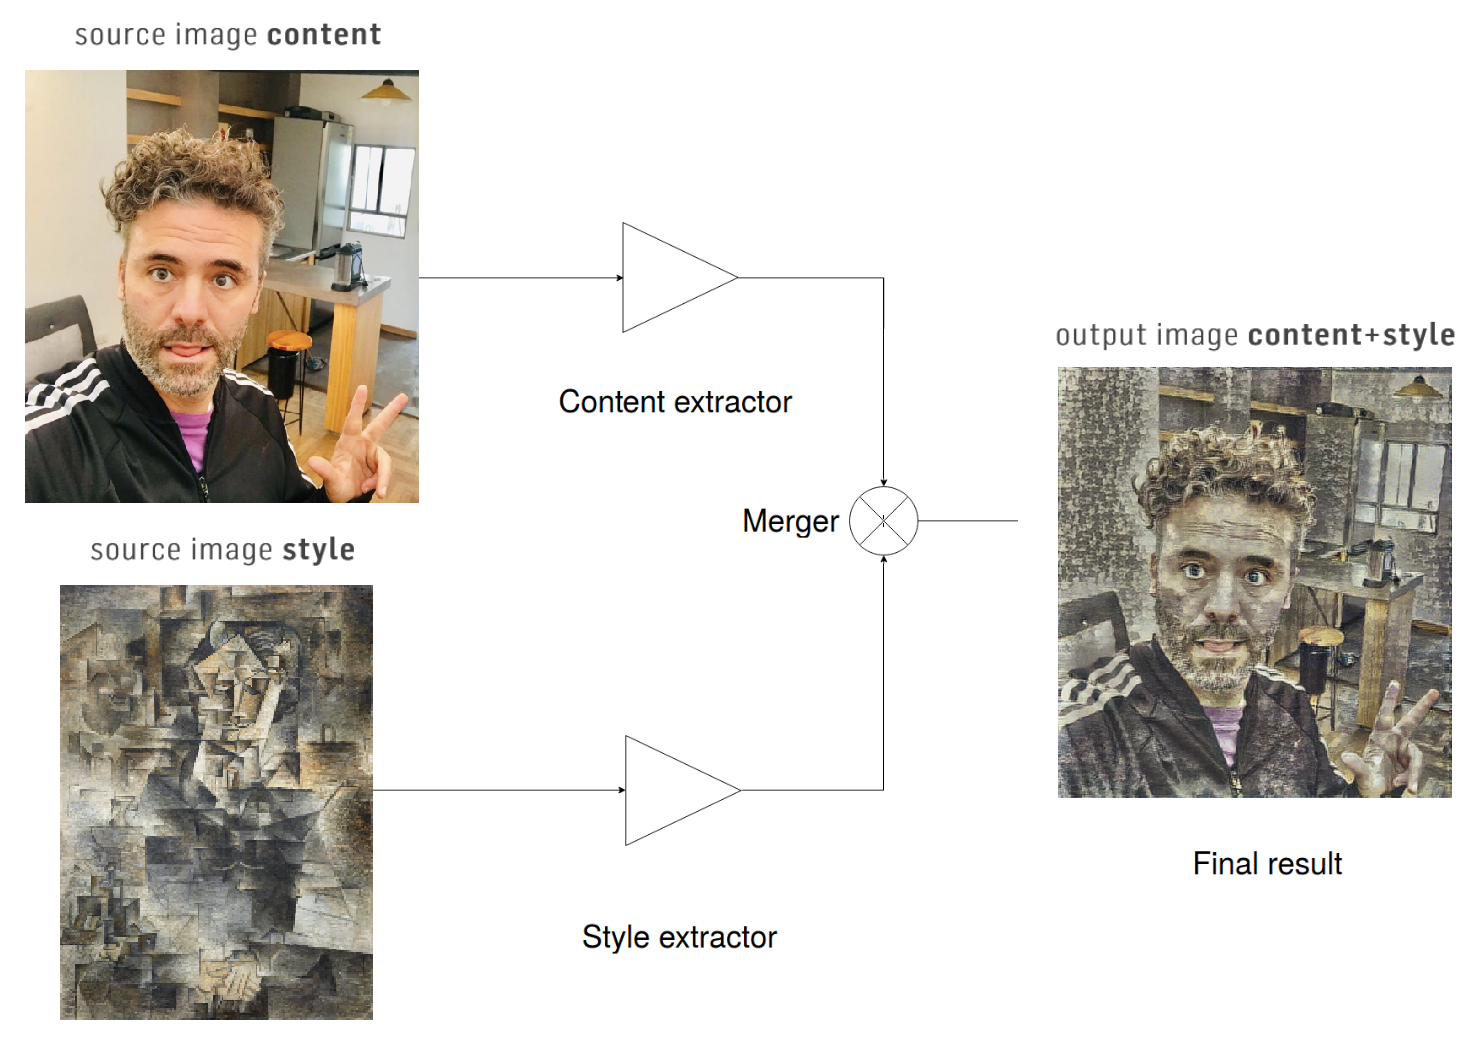 source image content
Content extractor
source image style
Merger
output image content+style
Final result
Style extractor